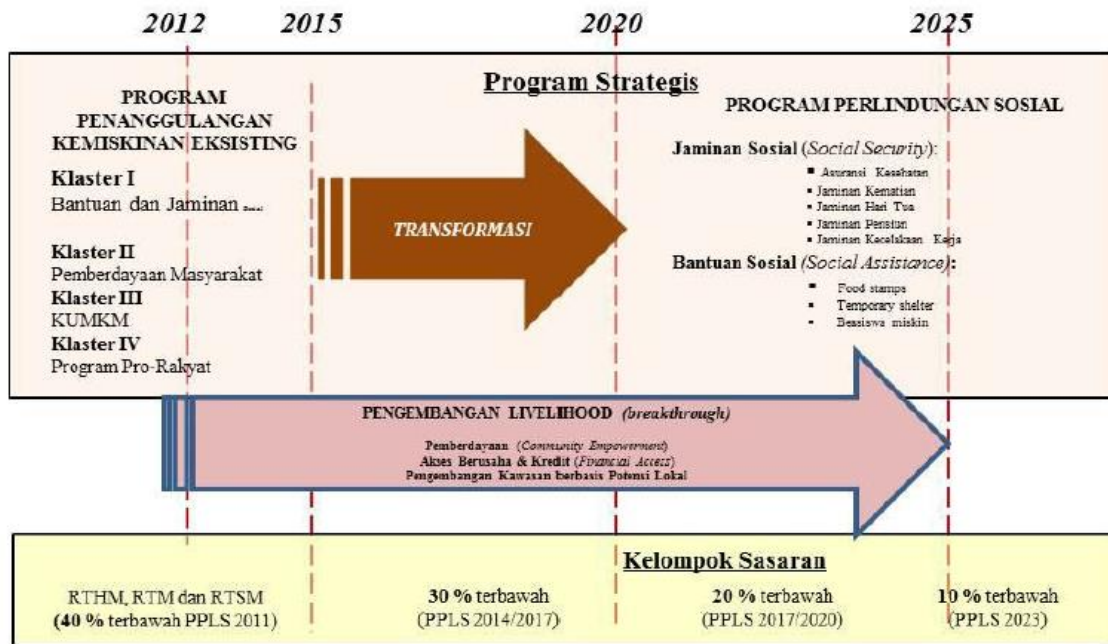 2012 2015 2020 2025
Program Strategis
PROGRAM
PENANGGULANGAN
KEMISKINAN EKSISTING
Klaster I
Bantuan dan Jaminan
Klaster II
Pemberdayaan Masyarakat
Klaster III
KUMKM
Klaster IV
Program Pro-Rakyat
TRANSFORMASI
PROGRAM PERLINDUNGAN SOSIAL
Jaminan Sosial (Social Security):
▪ Asuransi Kesehatan
▪ Jaminan Kematian
▪ Jaminan Hari Tua
▪ Jaminan Pensiun
▪ Jaminan Kecelakaan Kerja
Bantuan Sosial (Social Assistance):
▪ Food stamps
▪ Temporary shelter
▪ Beasiswa miskin
PENGEMBANGAN LIVELIHOOD (breakthrough)
Pemberdayaan (Community Empowerment)
Akses Berusaha & Kredit (Financial Access)
Pengembangan Kawasan berbasis Potensi Lokal
Kelompok Sasaran
RTHM, RTM dan RTSM
(40 % terbawah PPLS 2011)
30 % terbawah
(PPLS 2014/2017)
20 % terbawah
(PPLS 2017/2020)
10 % terbawah
(PPLS 2023)